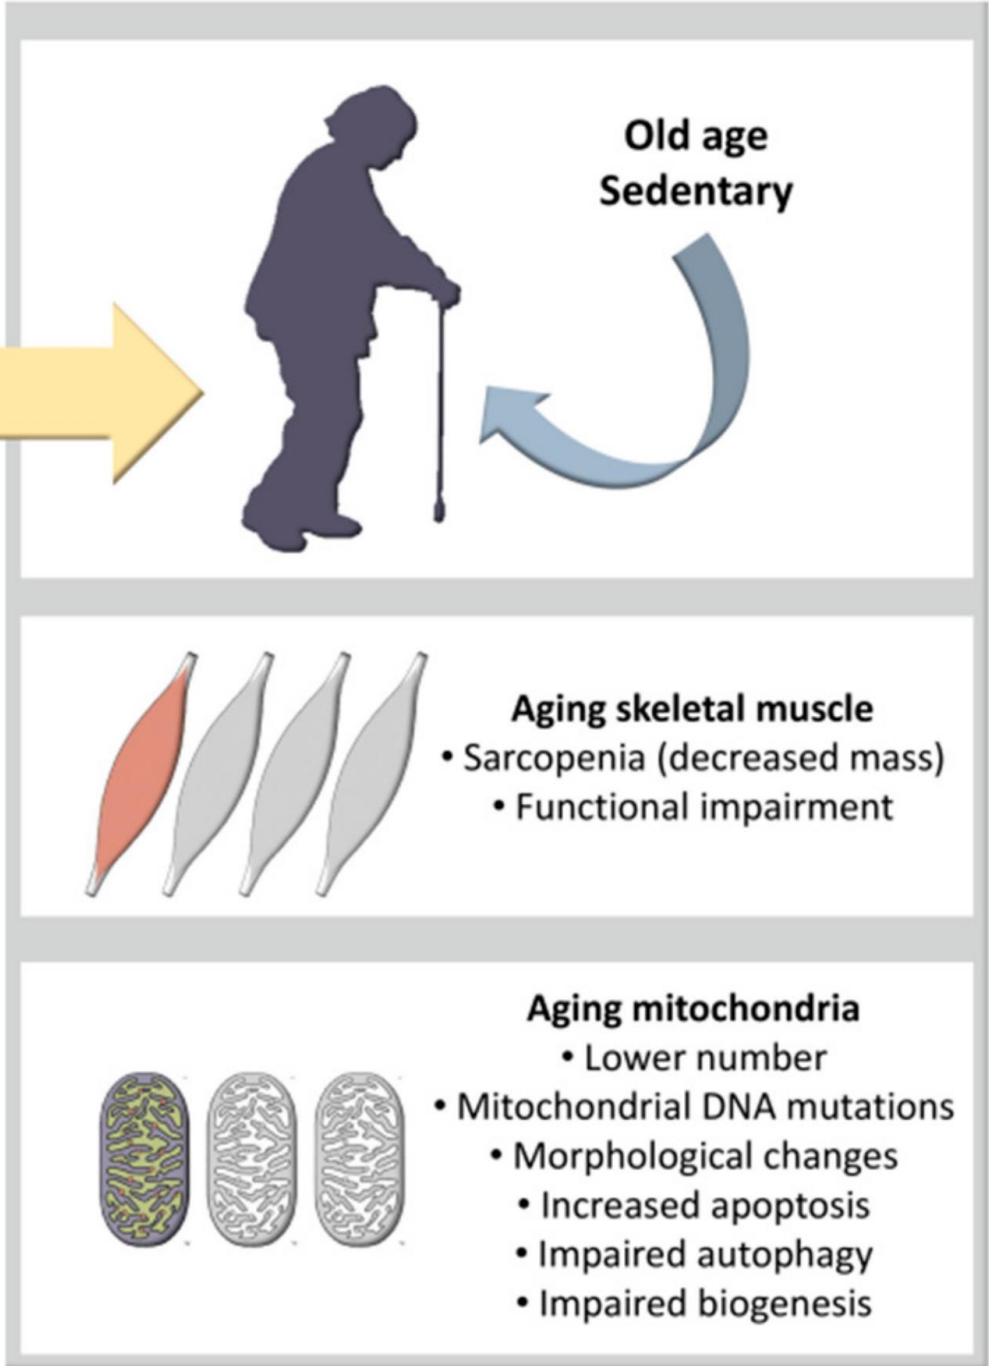 Old age
Sedentary
Aging skeletal muscle
• Sarcopenia (decreased mass)
• Functional impairment
Aging mitochondria
• Lower number
• Mitochondrial DNA mutations
• Morphological changes
• Increased apoptosis
• Impaired autophagy
• Impaired biogenesis